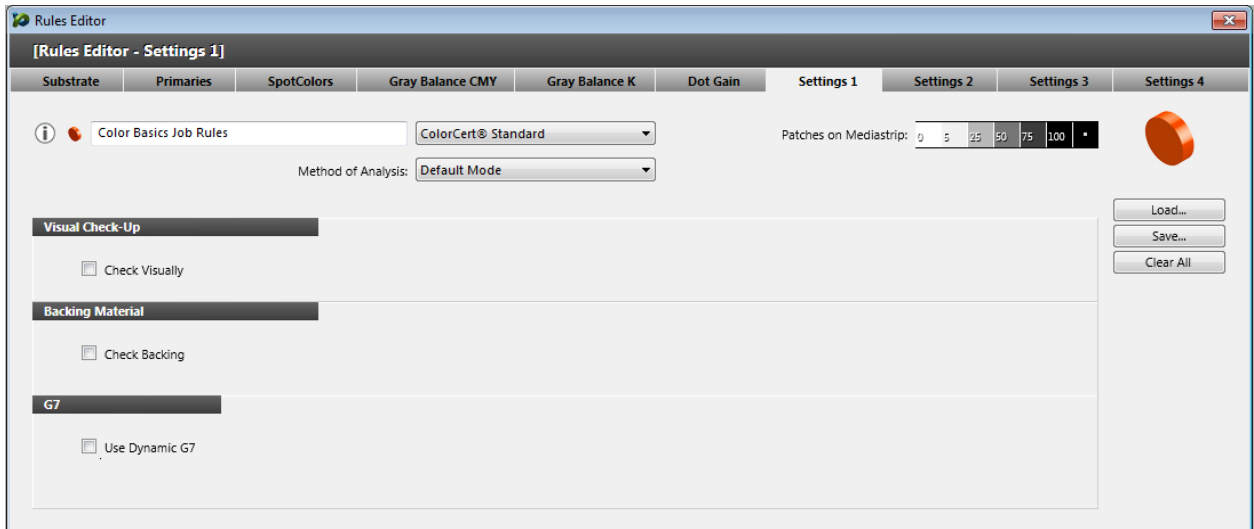 Rules Editor
[Rules Editor - Settings 1]
Substrate Primaries SpotColors Gray Balance CMY Gray Balance K Dot Gain Settings 1 Settings 2 Settings 3 Settings 4
Color Basics Job Rules ColorCert® Standard Patches on Mediastrip: 0 5 25 50 75 100 *
Method of Analysis: Default Mode
Load...
Visual Check-Up
Save...
Check Visually
Clear All
Backing Material
Check Backing
G7
Use Dynamic G7